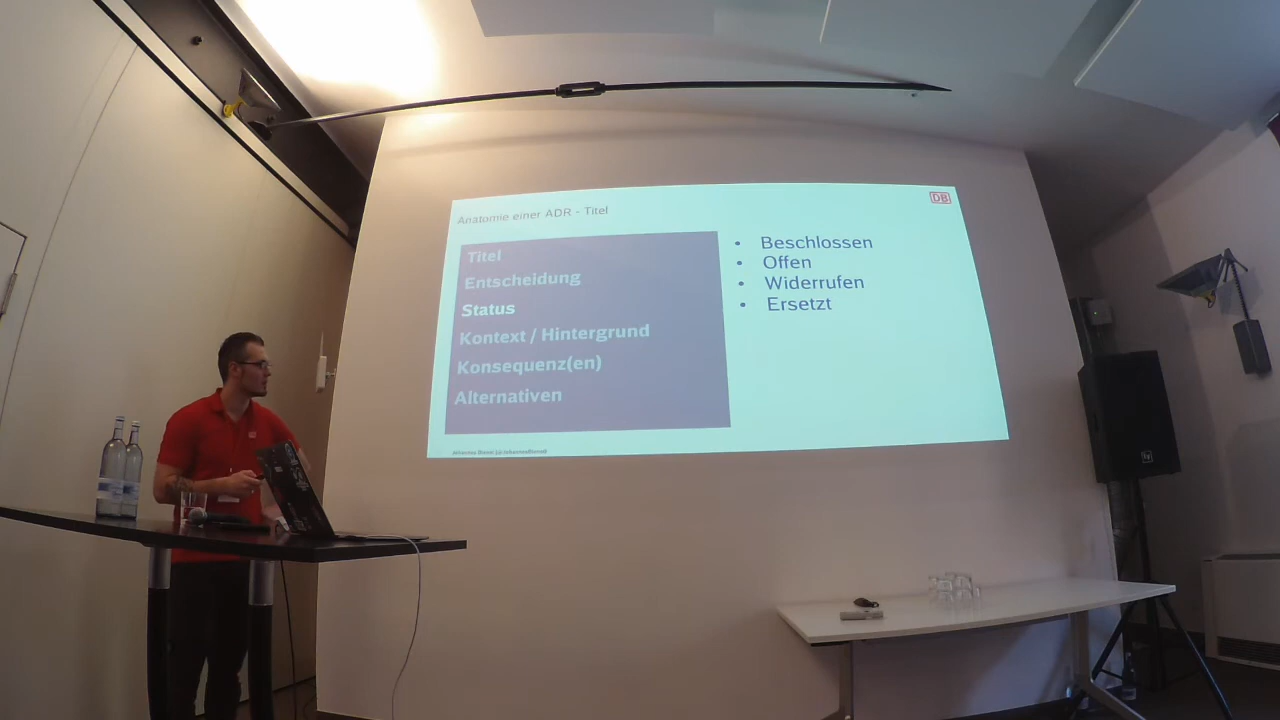 Anatomie einer ADR - Titel
DB
Titel
Entscheidung
Status
Kontext / Hintergrund
Konsequenz(en)
Alternativen
• Beschlossen
• Offen
• Widerrufen
• Ersetzt